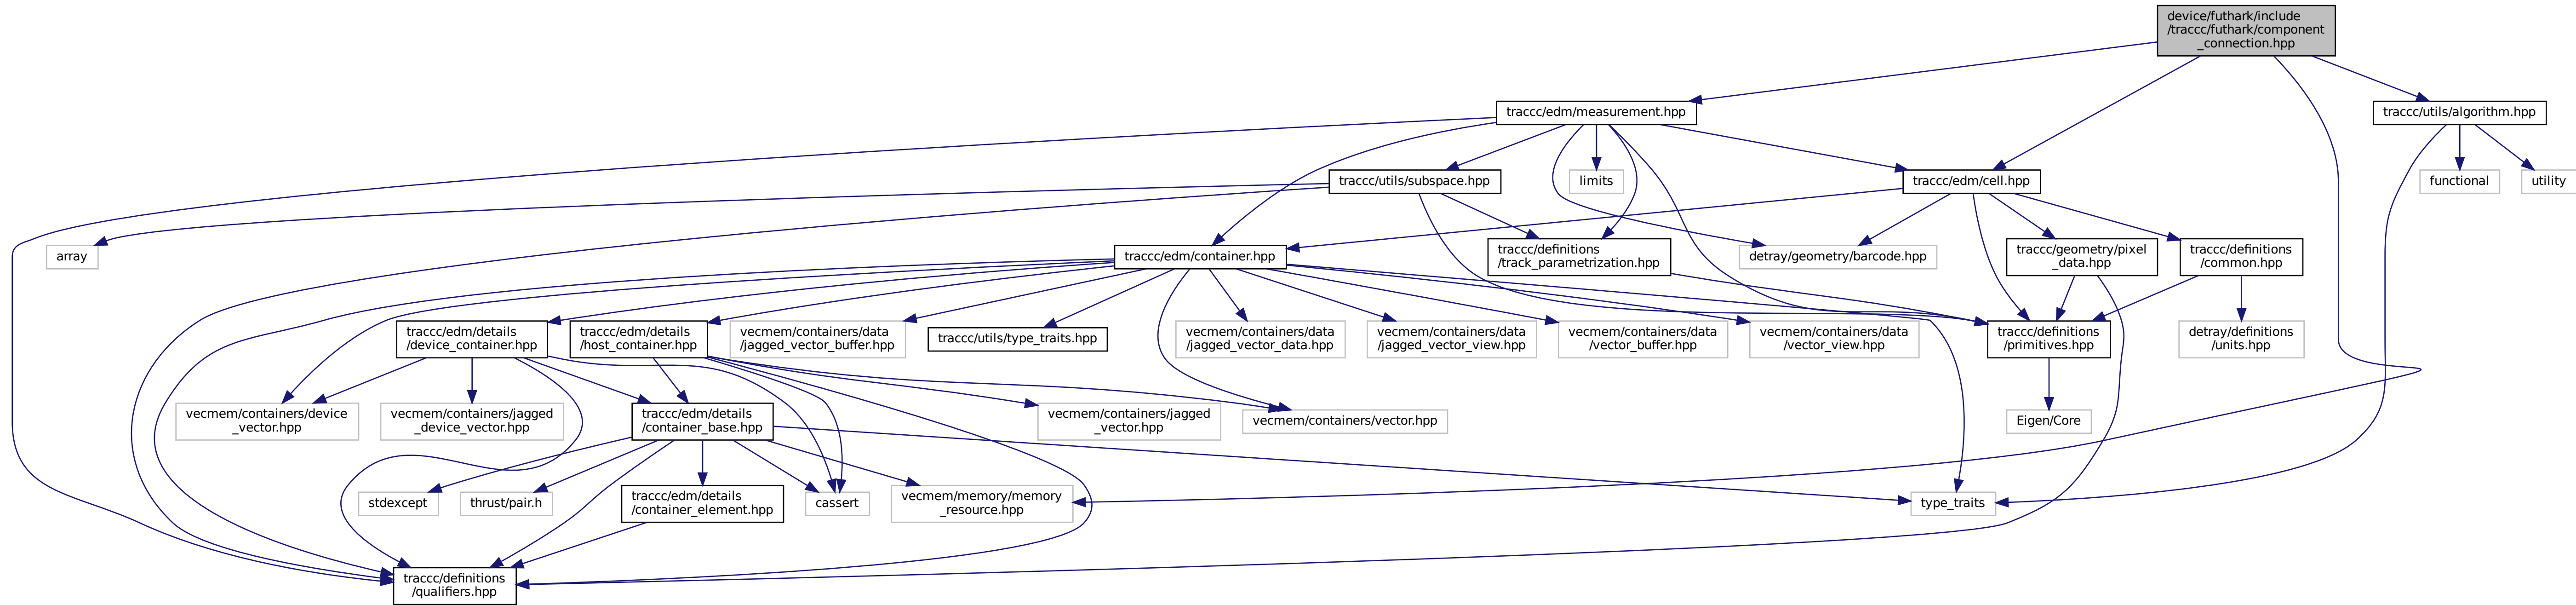 device/futhark/include
/traccc/futhark/component
_connection.hpp
traccc/edm/measurement.hpp
traccc/utils/algorithm.hpp
traccc/utils/subspace.hpp
limits
traccc/edm/cell.hpp
functional
utility
array
traccc/edm/container.hpp
traccc/definitions
/track_parametrization.hpp
detray/geometry/barcode.hpp
traccc/geometry/pixel
_data.hpp
traccc/definitions
/common.hpp
traccc/edm/details
/device_container.hpp
traccc/edm/details
/host_container.hpp
vecmem/containers/data
/jagged_vector_buffer.hpp
traccc/utils/type_traits.hpp
vecmem/containers/data
/jagged_vector_data.hpp
vecmem/containers/data
/jagged_vector_view.hpp
vecmem/containers/data
/vector_buffer.hpp
vecmem/containers/data
/vector_view.hpp
traccc/definitions
/primitives.hpp
detray/definitions
/units.hpp
vecmem/containers/device
_vector.hpp
vecmem/containers/jagged
_device_vector.hpp
traccc/edm/details
/container_base.hpp
vecmem/containers/jagged
_vector.hpp
vecmem/containers/vector.hpp
Eigen/Core
stdexcept
thrust/pair.h
traccc/edm/details
/container_element.hpp
cassert
vecmem/memory/memory
_resource.hpp
type_traits
traccc/definitions
/qualifiers.hpp